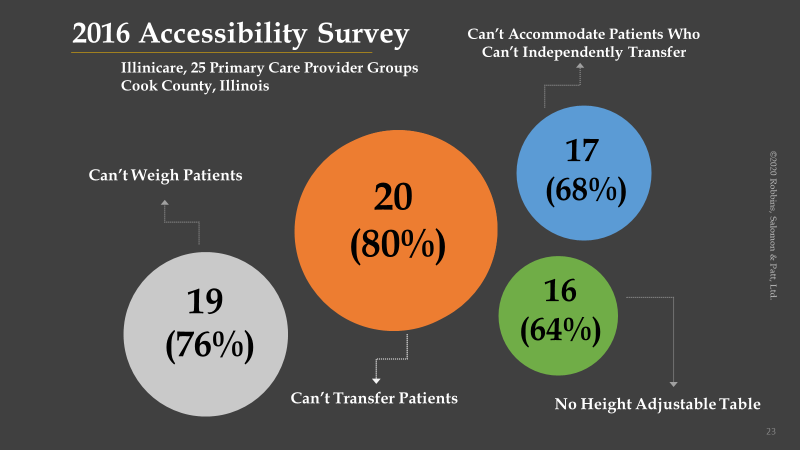 2016 Accessibility Survey
Illinicare, 25 Primary Care Provider Groups
Cook County, Illinois
Can’t Accommodate Patients Who
Can’t Independently Transfer
17
(68%)
Can’t Weigh Patients
20
(80%)
19
(76%)
16
(64%)
Can’t Transfer Patients
No Height Adjustable Table
©2020 Robbins, Salomon & Patt, Ltd.
23